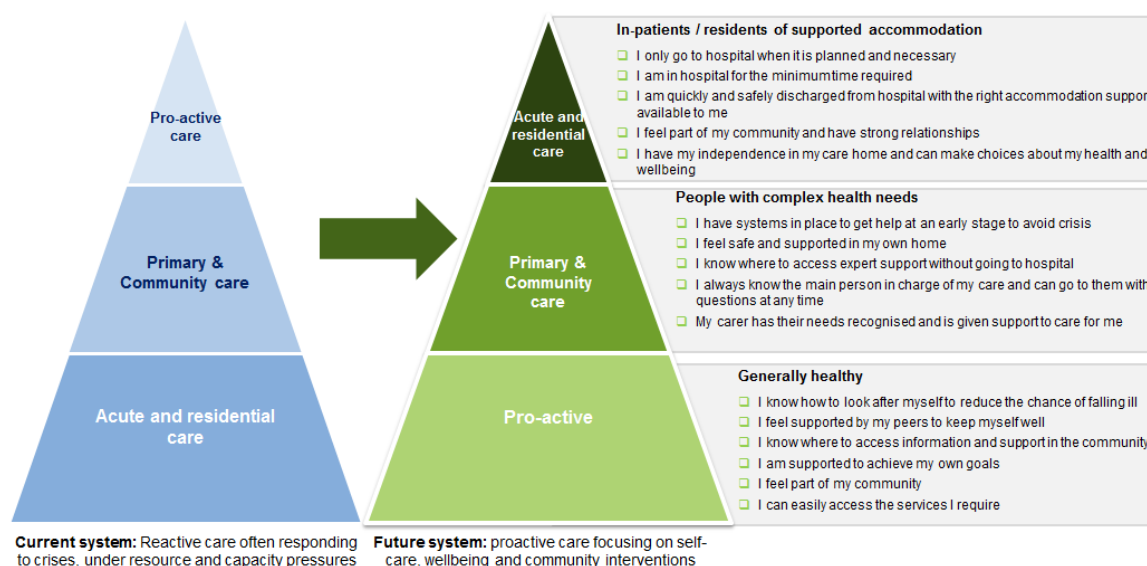 Pro-active
care
Primary &
Community care
Acute and residential
care
Current system: Reactive care often responding
to crises, under resource and capacity pressures
Acute and
residential
care
Primary &
Community
care
Pro-active
Future system: proactive care focusing on self-
care, wellbeing and community interventions
In-patients / residents of supported accommodation
I only go to hospital when it is planned and necessary
I am in hospital for the minimum time required
I am quickly and safely discharged from hospital with the right accommodation support
available to me
I feel part of my community and have strong relationships
I have my independence in my care home and can make choices about my health and
wellbeing
People with complex health needs
I have systems in place to get help at an early stage to avoid crisis
I feel safe and supported in my own home
I know where to access expert support without going to hospital
I always know the main person in charge of my care and can go to them with
questions at any time
My carer has their needs recognised and is given support to care for me
Generally healthy
I know how to look after myself to reduce the chance of falling ill
I feel supported by my peers to keep myself well
I know where to access information and support in the community
I am supported to achieve my own goals
I feel part of my community
I can easily access the services I require